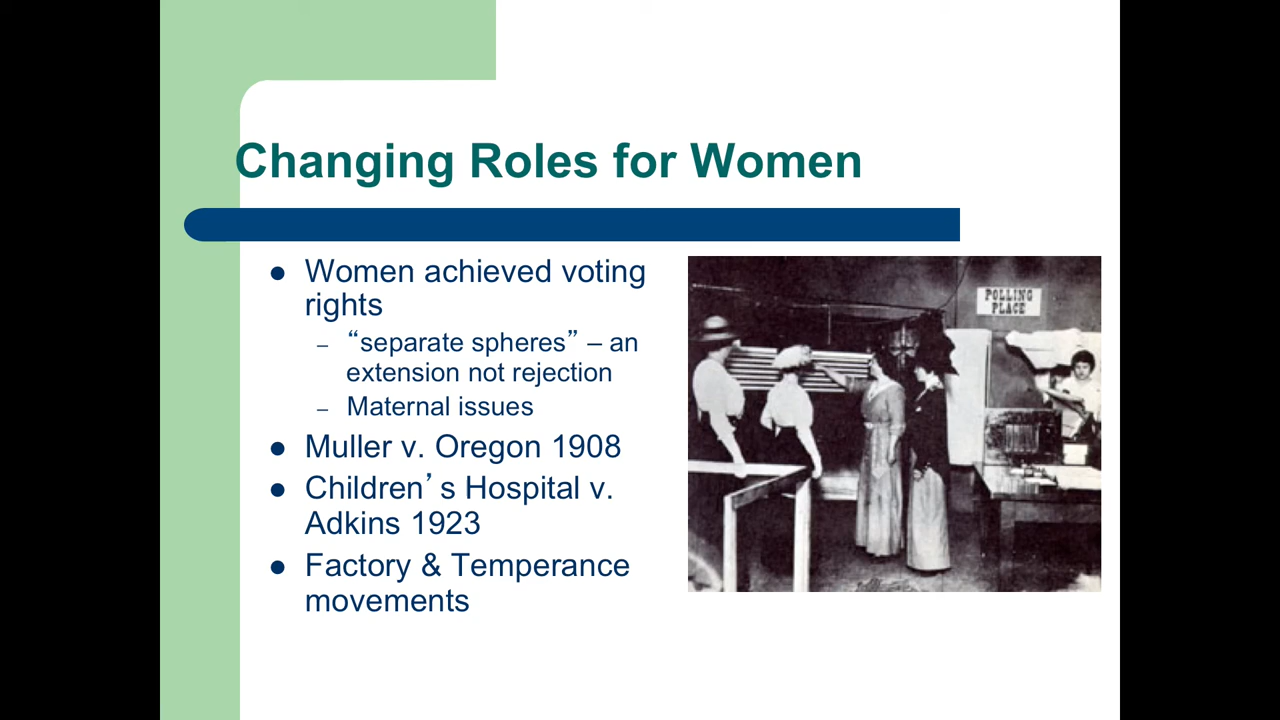 Changing Roles for Women
● Women achieved voting
rights
– “separate spheres” – an
extension not rejection
– Maternal issues
● Muller v. Oregon 1908
● Children’s Hospital v.
Adkins 1923
● Factory & Temperance
movements
POLLING
PLACE